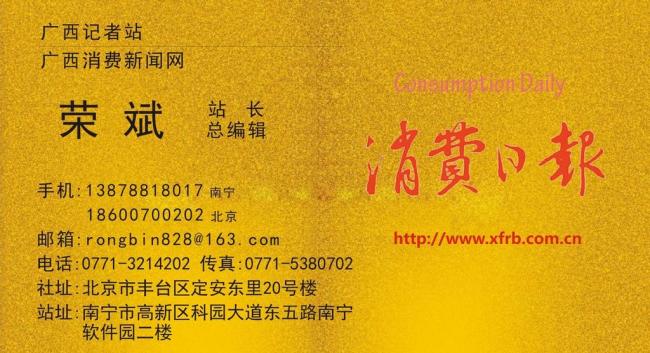 广西记者站
广西消费新闻网
荣斌 站长
总编辑
Consumption Daily
消费日報
http://www.xfrb.com.cn
手机:13878818017 南宁
18600700202 北京
邮箱:rongbin828@163.com
电话:0771-3214202 传真:0771-5380702
社址:北京市丰台区定安东里20号楼
站址:南宁市高新区科园大道东五路南宁
软件园二楼